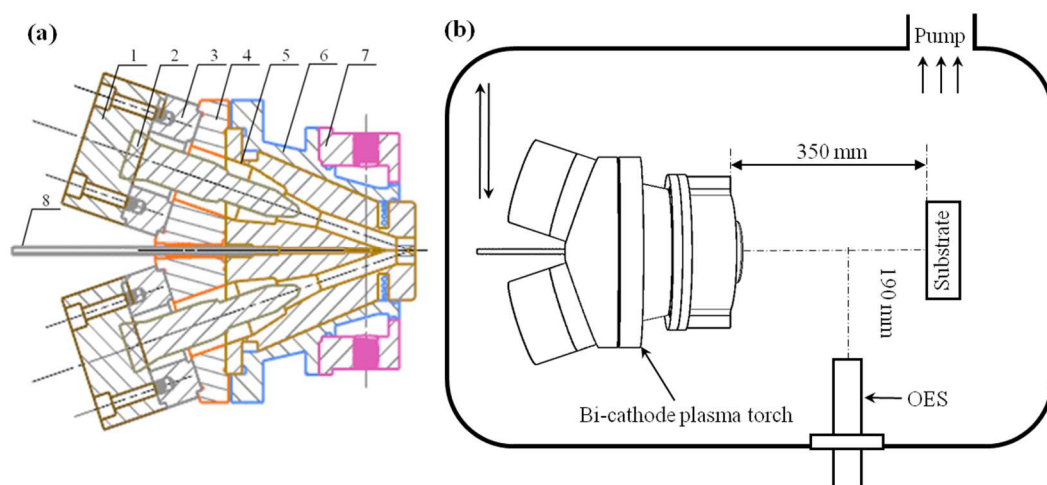 (a)
1
2
3
4
5
6
7
8
(b)
Pump
350 mm
Substrate
190 mm
Bi-cathode plasma torch
OES